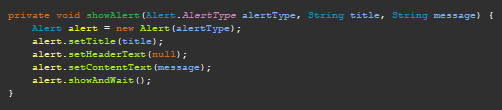 private void showAlert(Alert.AlertType alertType, String title, String message) {
    Alert alert = new Alert(alertType);
    alert.setTitle(title);
    alert.setHeaderText(null);
    alert.setContentText(message);
    alert.showAndWait();
}